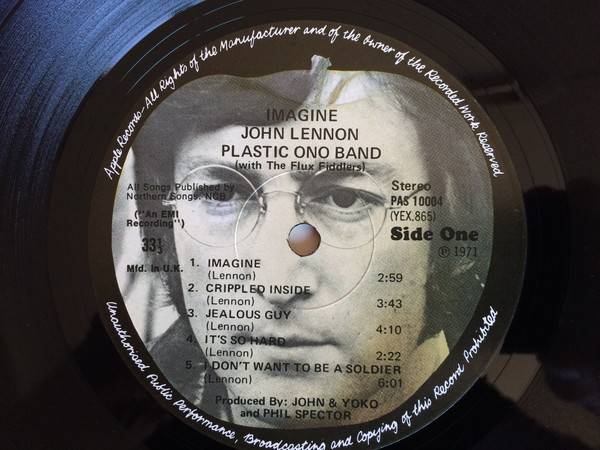 Apple Records-All Rights of the Manufacturer and of the Owner of the Recorded Work Reserved
IMAGINE
JOHN LENNON
PLASTIC ONO BAND
(with The Flux Fiddlers)
All Songs Published by
Northern Songs. NCB
("An EMI
Recording")
33⅓
Mfd. In U.K.
Stereo
PAS 10004
(YEX.865)
Side One
℗ 1971
1. IMAGINE
(Lennon) 2:59
2. CRIPPLED INSIDE
(Lennon) 3:43
3. JEALOUS GUY
(Lennon) 4:10
4. IT'S SO HARD
(Lennon) 2:22
5. I DON'T WANT TO BE A SOLDIER
(Lennon) 6:01
Produced By: JOHN & YOKO
and PHIL SPECTOR
Unauthorised Public Performance, Broadcasting and Copying of this Record Prohibited